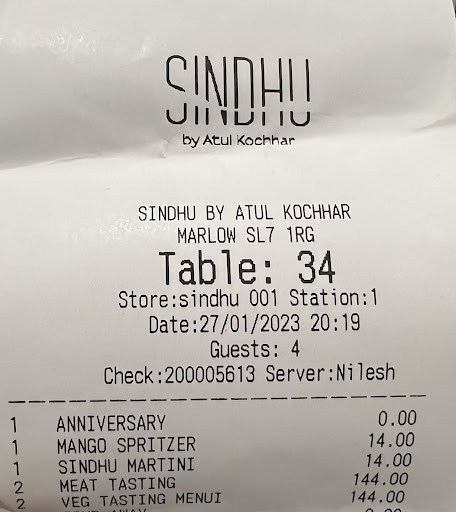 SINDHU
by Atul Kochhar
SINDHU BY ATUL KOCHHAR
MARLOW SL7 1RG
Table: 34
Store:sindhu 001 Station:1
Date:27/01/2023 20:19
Guests: 4
Check:200005613 Server:Nilesh
1 ANNIVERSARY 0.00
1 MANGO SPRITZER 14.00
1 SINDHU MARTINI 14.00
2 MEAT TASTING 144.00
2 VEG TASTING MENUI 144.00